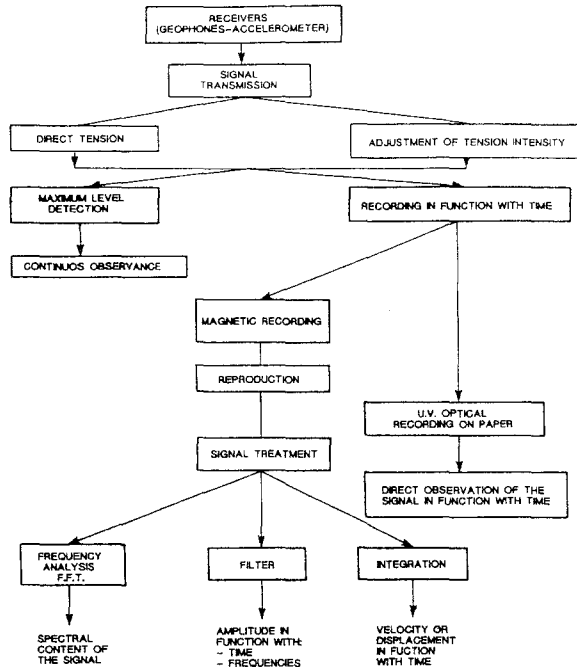 RECEIVERS
(GEOPHONES-ACCELEROMETER)
SIGNAL
TRANSMISSION
DIRECT TENSION
ADJUSTMENT OF TENSION INTENSITY
MAXIMUM LEVEL
DETECTION
RECORDING IN FUNCTION WITH TIME
CONTINUOS OBSERVANCE
MAGNETIC RECORDING
REPRODUCTION
U.V. OPTICAL
RECORDING ON PAPER
SIGNAL TREATMENT
DIRECT OBSERVATION OF THE
SIGNAL IN FUNCTION WITH TIME
FREQUENCY
ANALYSIS
F.F.T.
FILTER
INTEGRATION
SPECTRAL
CONTENT OF
THE SIGNAL
AMPLITUDE IN
FUNCTION WITH:
- TIME
- FREQUENCIES
VELOCITY OR
DISPLACEMENT
IN FUCTION
WITH TIME